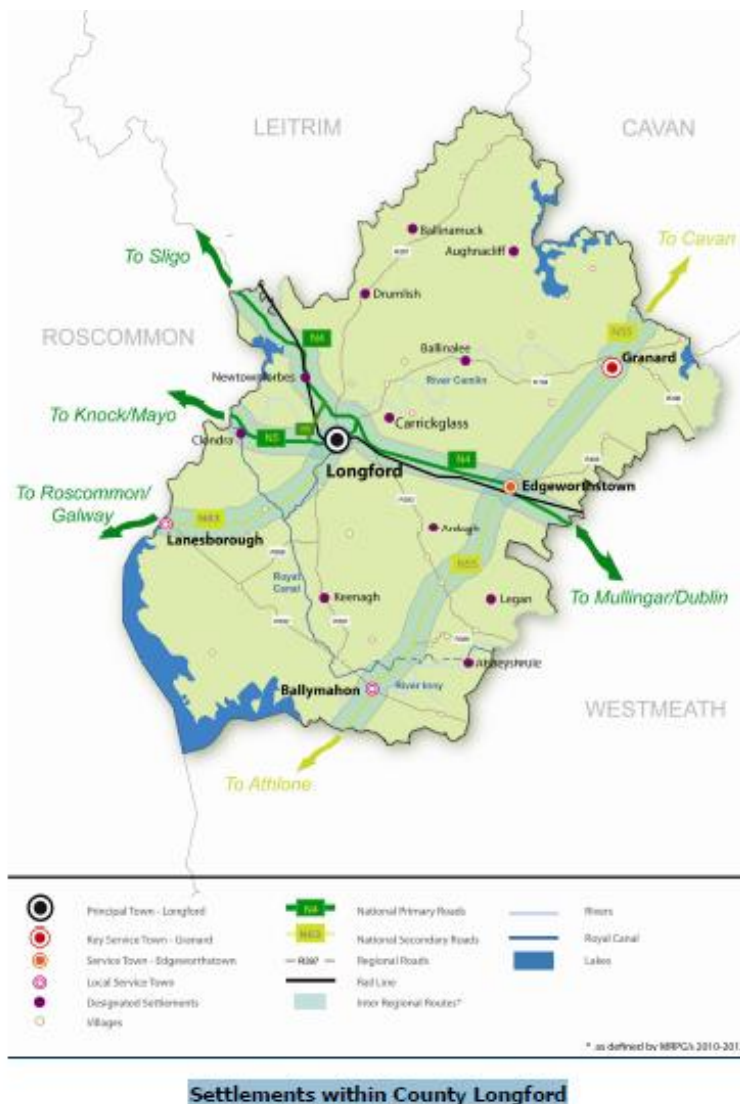 LEITRIM
CAVAN
To Sligo
Ballinamuck
Aughnacliff
To Cavan
Drumlish
ROSCOMMON
N4
N55
Ballinalee
Granard
Newtownforbes
River Camlin
To Knock/Mayo
Carrickglass
N5
Clondra
Longford
N4
Edgeworthstown
To Roscommon/
Galway
N63
Lanesborough
Ardagh
N55
To Mullingar/Dublin
Royal
Canal
Keenagh
Legan
Abbeyshrule
Ballymahon
River Inny
WESTMEATH
To Athlone
Principal Town - Longford
N4
National Primary Roads
Rivers
Key Service Town - Granard
N63
National Secondary Roads
Royal Canal
Service Town - Edgeworthstown
R397
Regional Roads
Lakes
Local Service Town
Rail Line
Designated Settlements
Inter Regional Routes*
Villages
* as defined by
Settlements within County Longford